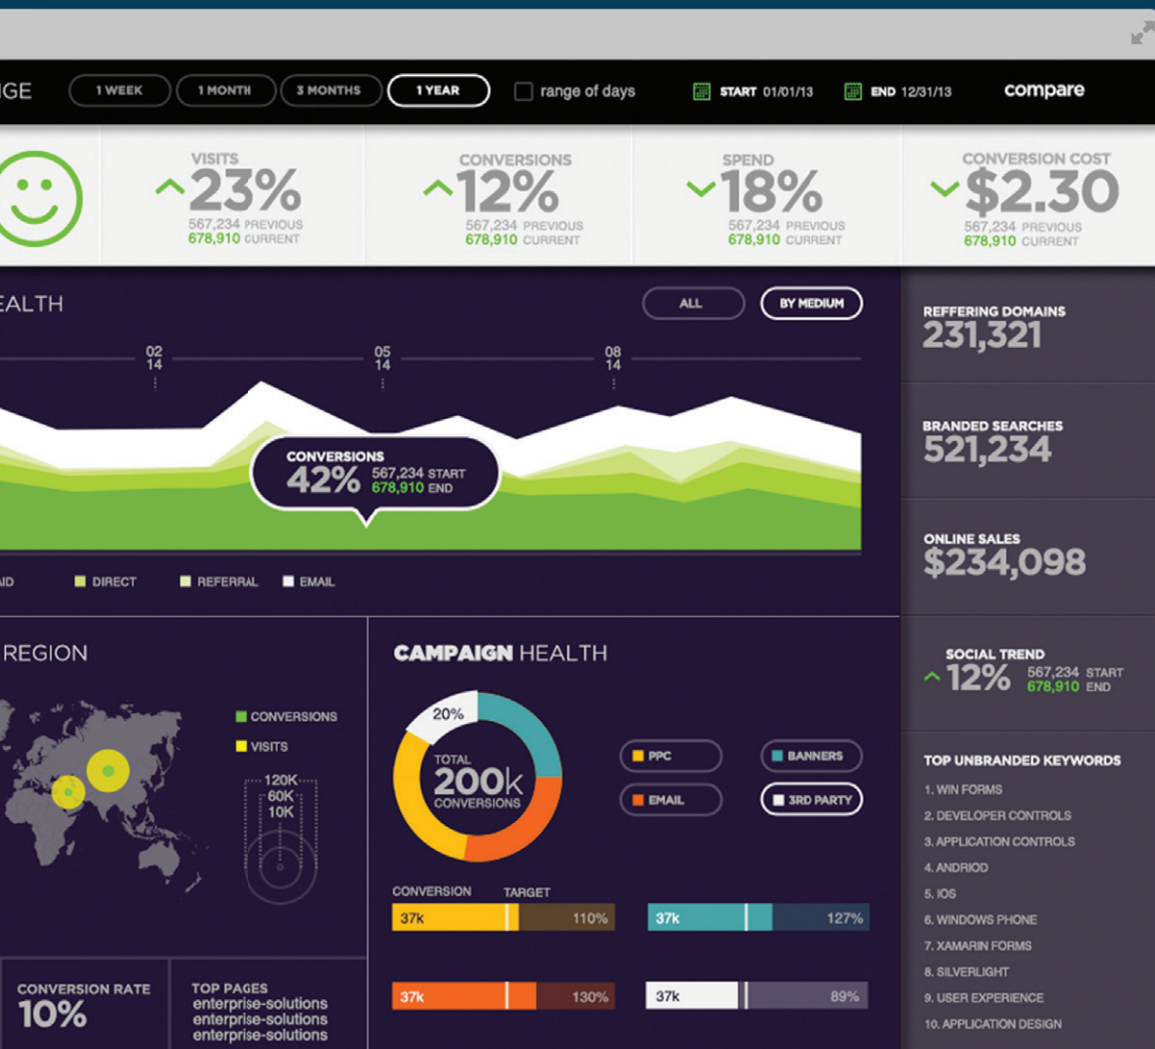 NGE
1 WEEK
1 MONTH
3 MONTHS
1 YEAR
range of days
START 01/01/13
END 12/31/13
compare
VISITS
23%
567,234 PREVIOUS
678,910 CURRENT
CONVERSIONS
12%
567,234 PREVIOUS
678,910 CURRENT
SPEND
18%
567,234 PREVIOUS
678,910 CURRENT
CONVERSION COST
$2.30
567,234 PREVIOUS
678,910 CURRENT
EALTH
ALL
BY MEDIUM
02
14
05
14
08
14
CONVERSIONS
42%
567,234 START
678,910 END
AID
DIRECT
REFERRAL
EMAIL
REFFERING DOMAINS
231,321
BRANDED SEARCHES
521,234
ONLINE SALES
$234,098
SOCIAL TREND
12%
567,234 START
678,910 END
REGION
CONVERSIONS
VISITS
120K
60K
10K
CONVERSION RATE
10%
TOP PAGES
enterprise-solutions
enterprise-solutions
enterprise-solutions
CAMPAIGN HEALTH
20%
TOTAL
200k
CONVERSIONS
PPC
BANNERS
EMAIL
3RD PARTY
CONVERSION TARGET
37k 110%
37k 127%
37k 130%
37k 89%
TOP UNBRANDED KEYWORDS
1. WIN FORMS
2. DEVELOPER CONTROLS
3. APPLICATION CONTROLS
4. ANDRIOD
5. IOS
6. WINDOWS PHONE
7. XAMARIN FORMS
8. SILVERLIGHT
9. USER EXPERIENCE
10. APPLICATION DESIGN